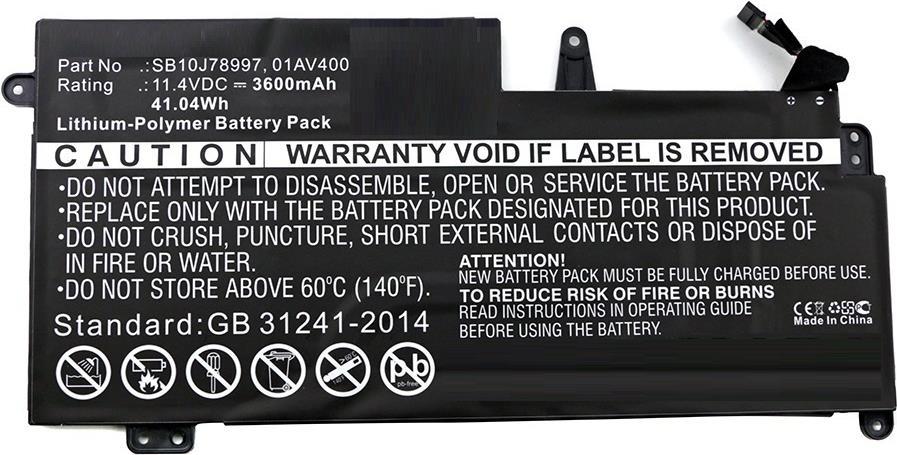 Part No :SB10J78997, 01AV400
Rating :11.4VDC ⎓ 3600mAh
41.04Wh
Lithium-Polymer Battery Pack
CAUTION WARRANTY VOID IF LABEL IS REMOVED
•DO NOT ATTEMPT TO DISASSEMBLE, OPEN OR SERVICE THE BATTERY PACK.
•REPLACE ONLY WITH THE BATTERY PACK DESIGNATED FOR THIS PRODUCT.
•DO NOT CRUSH, PUNCTURE, SHORT EXTERNAL CONTACTS OR DISPOSE OF
IN FIRE OR WATER.
•DO NOT STORE ABOVE 60°C (140°F).
Standard:GB 31241-2014
ATTENTION!
NEW BATTERY PACK MUST BE FULLY CHARGED BEFORE USE.
TO REDUCE RISK OF FIRE OR BURNS
READ INSTRUCTIONS IN OPERATING GUIDE
BEFORE USING THE BATTERY.
CE
Made In China
pb
pb-free